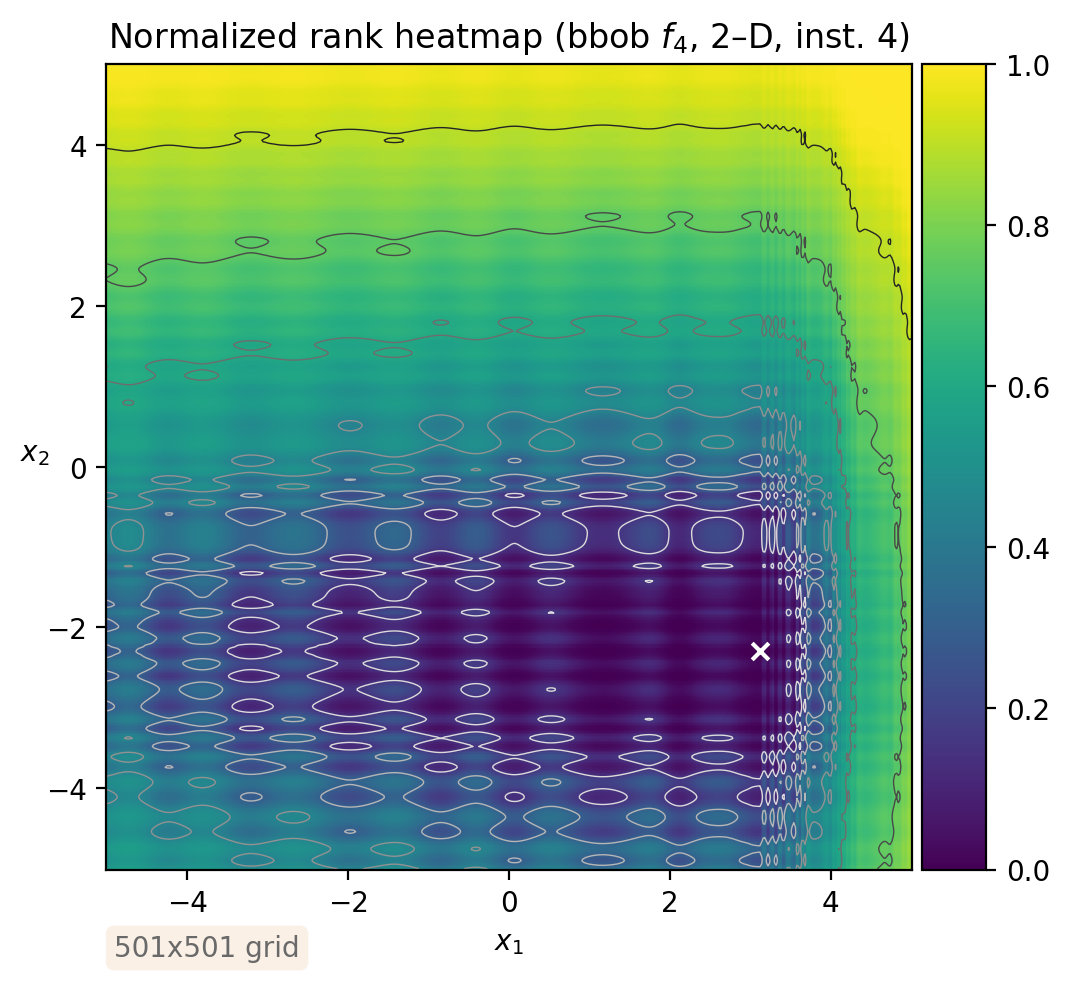 Normalized rank heatmap (bbob f₄, 2–D, inst. 4)
1.0
0.8
0.6
0.4
0.2
0.0
4
2
0
−2
−4
x₂
−4 −2 0 2 4
x₁
501x501 grid